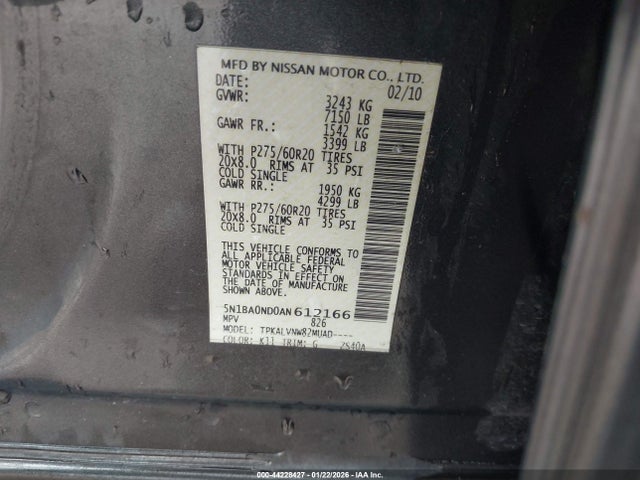 MFD BY NISSAN MOTOR CO., LTD.
DATE: 02/10
GVWR: 3243 KG
7150 LB
GAWR FR.: 1542 KG
3399 LB
WITH P275/60R20 TIRES
20X8.0 RIMS AT 35 PSI
COLD SINGLE
GAWR RR.: 1950 KG
4299 LB
WITH P275/60R20 TIRES
20X8.0 RIMS AT 35 PSI
COLD SINGLE
THIS VEHICLE CONFORMS TO
ALL APPLICABLE FEDERAL
MOTOR VEHICLE SAFETY
STANDARDS IN EFFECT ON
THE DATE OF MANUFACTURE
SHOWN ABOVE.
5N1BA0ND0AN612166
MPV 826
MODEL: TPKALVNW82MUAD----
COLOR: K11 TRIM: G 2S40A
000-44228427 - 01/22/2026 - IAA Inc.